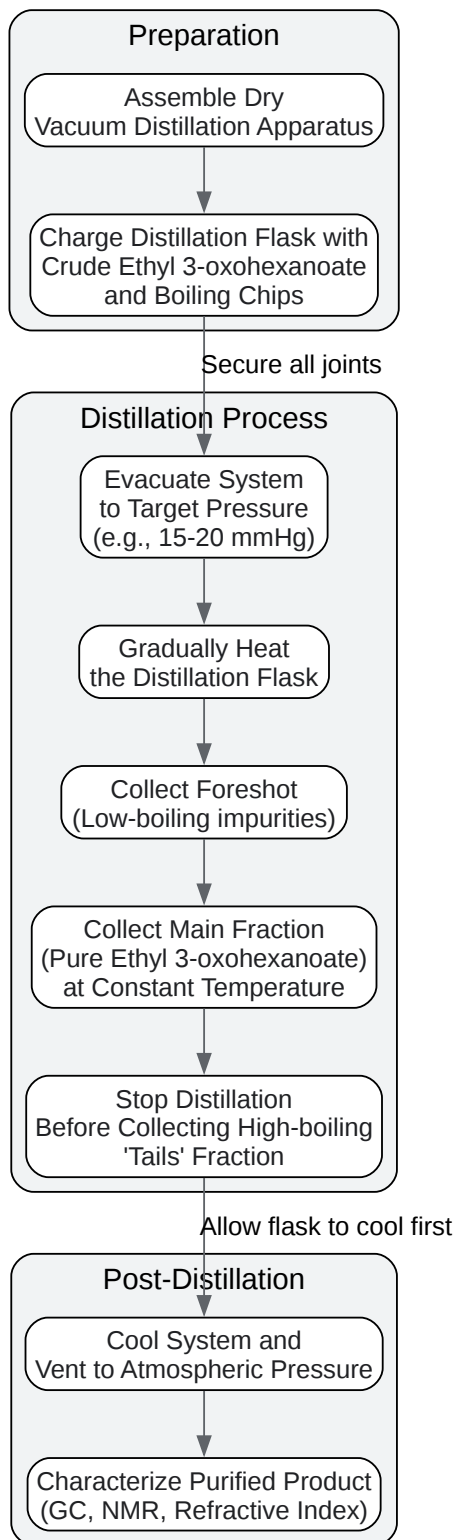 Preparation
Assemble Dry
Vacuum Distillation Apparatus
Charge Distillation Flask with
Crude Ethyl 3-oxohexanoate
and Boiling Chips
Secure all joints
Distillation Process
Evacuate System
to Target Pressure
(e.g., 15-20 mmHg)
Gradually Heat
the Distillation Flask
Collect Foreshot
(Low-boiling impurities)
Collect Main Fraction
(Pure Ethyl 3-oxohexanoate)
at Constant Temperature
Stop Distillation
Before Collecting High-boiling
'Tails' Fraction
Allow flask to cool first
Post-Distillation
Cool System and
Vent to Atmospheric Pressure
Characterize Purified Product
(GC, NMR, Refractive Index)